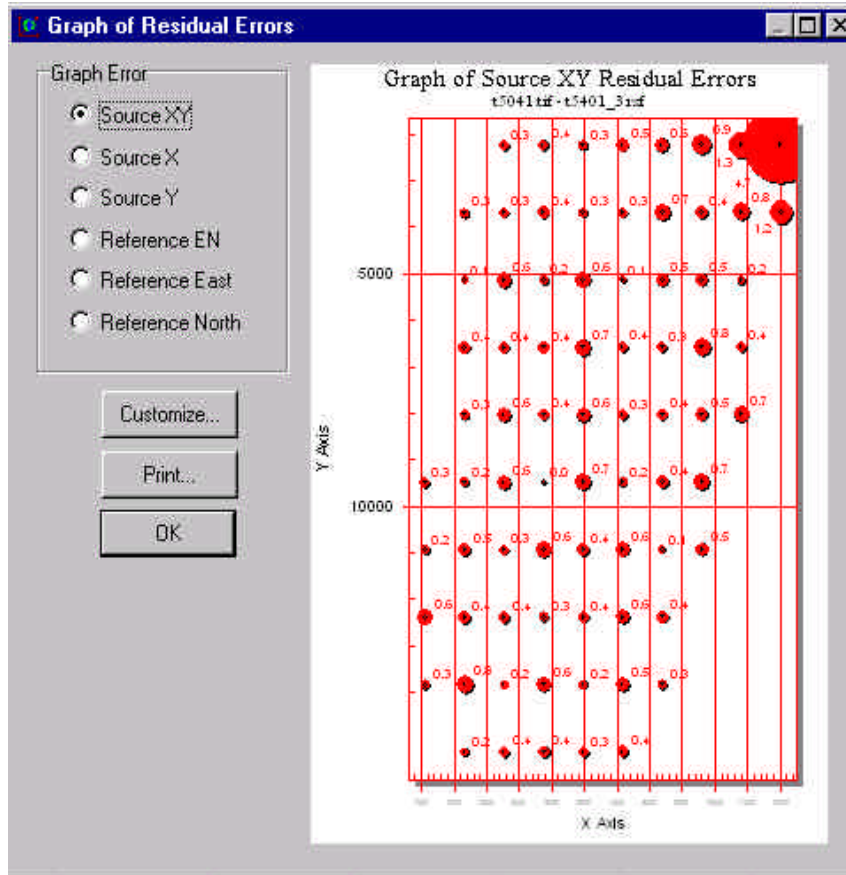 Graph of Residual Errors
Graph Error
Source XY
Source X
Source Y
Reference EN
Reference East
Reference North
Customize...
Print...
OK
Graph of Source XY Residual Errors
t5041tif - t5401_3rsf
0.3 0.4 0.3 0.5 0.5 0.9
1.3
4.7
0.3 0.3 0.4 0.3 0.7 0.4 0.8
1.2
5000
0.1 0.6 0.2 0.6 0.1 0.5 0.5 0.2
0.4 0.4 0.4 0.7 0.4 0.3 0.8 0.4
0.3 0.6 0.4 0.6 0.3 0.4 0.6 0.7
Y Axis
0.3 0.2 0.6 0.0 0.7 0.2 0.4 0.7
10000
0.2 0.5 0.3 0.6 0.4 0.6 0.1 0.5
0.6 0.4 0.4 0.3 0.4 0.6 0.4
0.3 0.8 0.2 0.6 0.2 0.5 0.3
0.2 0.4 0.4 0.3 0.4
X Axis